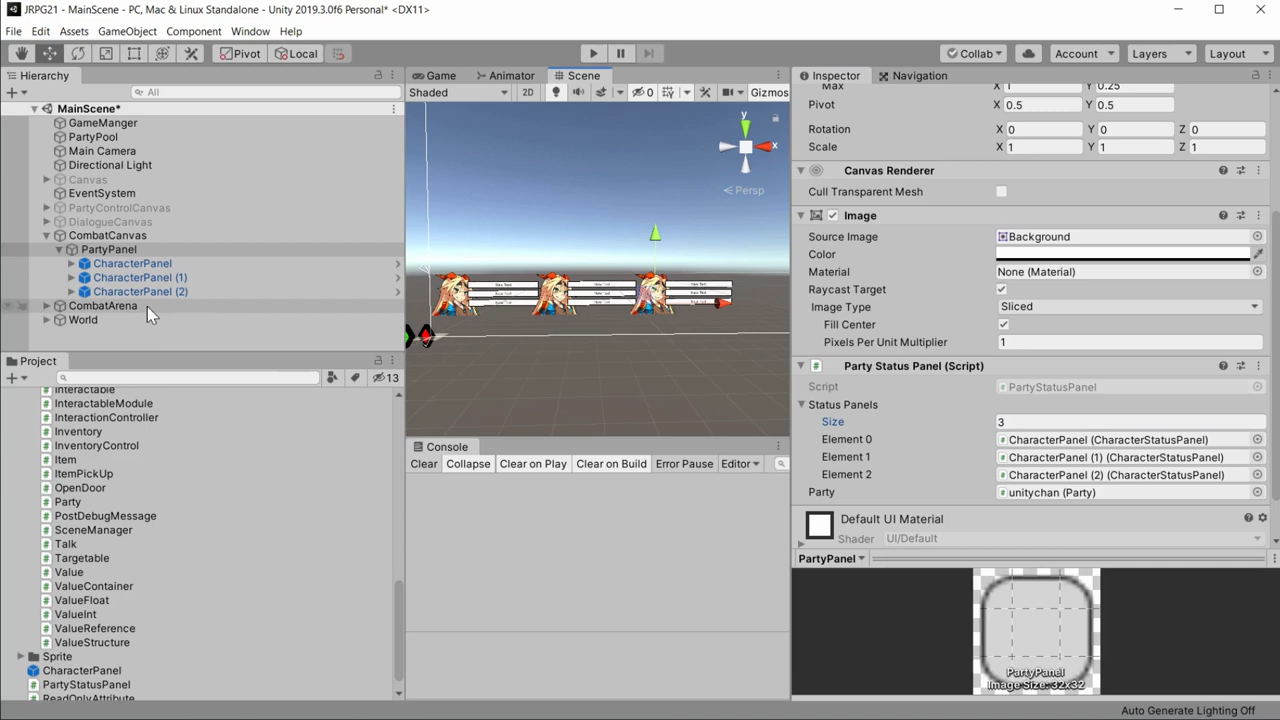 JRPG21 - MainScene - PC, Mac & Linux Standalone - Unity 2019.3.0f6 Personal* <DX11>
File Edit Assets GameObject Component Window Help
Pivot Local Collab Account Layers Layout
Hierarchy
All
MainScene*
GameManger
PartyPool
Main Camera
Directional Light
Canvas
EventSystem
PartyControlCanvas
DialogueCanvas
CombatCanvas
PartyPanel
CharacterPanel
CharacterPanel (1)
CharacterPanel (2)
CombatArena
World
Project
13
Interactable
InteractableModule
InteractionController
Inventory
InventoryControl
Item
ItemPickUp
OpenDoor
Party
PostDebugMessage
SceneManager
Talk
Targetable
Value
ValueContainer
ValueFloat
ValueInt
ValueReference
ValueStructure
Sprite
CharacterPanel
PartyStatusPanel
ReadOnlyAttribute
Game Animator Scene
Shaded 2D 0 Gizmos
y
x
Persp
Console
Clear Collapse Clear on Play Clear on Build Error Pause Editor
Inspector Navigation
Max X 1 Y 0.25
Pivot X 0.5 Y 0.5
Rotation X 0 Y 0 Z 0
Scale X 1 Y 1 Z 1
Canvas Renderer
Cull Transparent Mesh
Image
Source Image Background
Color
Material None (Material)
Raycast Target
Image Type Sliced
Fill Center
Pixels Per Unit Multiplier 1
Party Status Panel (Script)
Script PartyStatusPanel
Status Panels
Size 3
Element 0 CharacterPanel (CharacterStatusPanel)
Element 1 CharacterPanel (1) (CharacterStatusPanel)
Element 2 CharacterPanel (2) (CharacterStatusPanel)
Party unitychan (Party)
Default UI Material
Shader UI/Default
PartyPanel
PartyPanel
Image Size: 32x32
Auto Generate Lighting Off